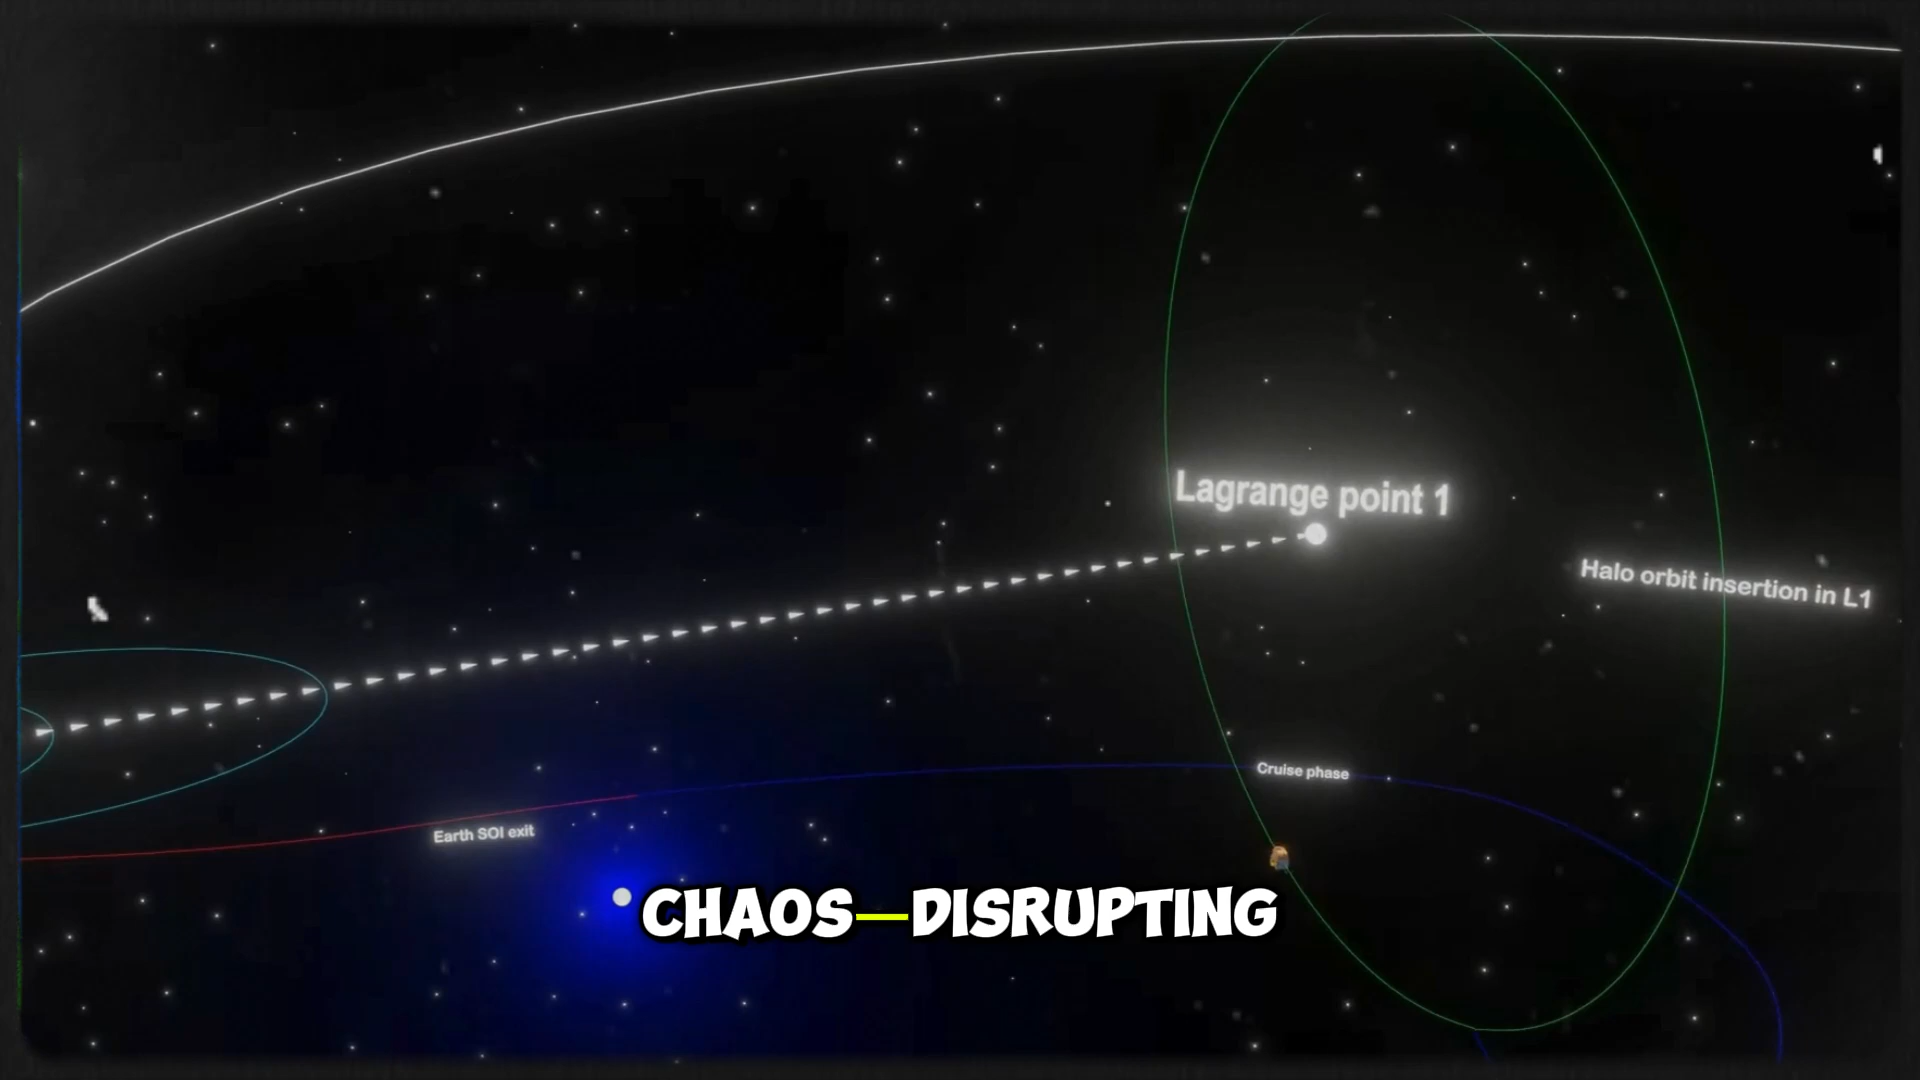 Lagrange point 1
Halo orbit insertion in L1
Cruise phase
Earth SOI exit
CHAOS—DISRUPTING